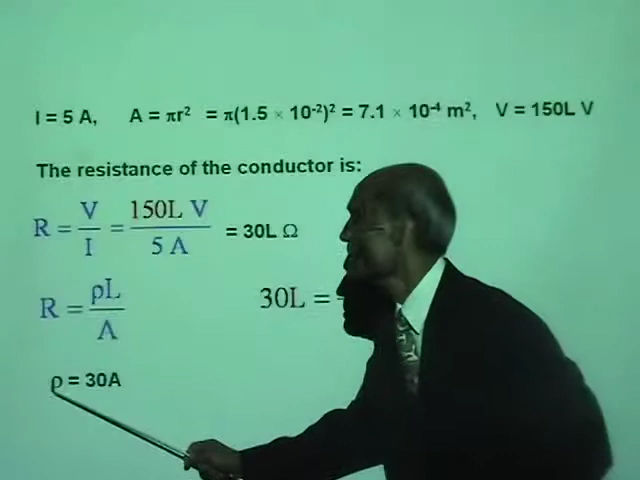 I = 5 A, A = πr² = π(1.5 × 10⁻²)² = 7.1 × 10⁻⁴ m², V = 150L V
The resistance of the conductor is:
R = V/I = 150L V/5 A = 30L Ω
R = ρL/A 30L =
ρ = 30A